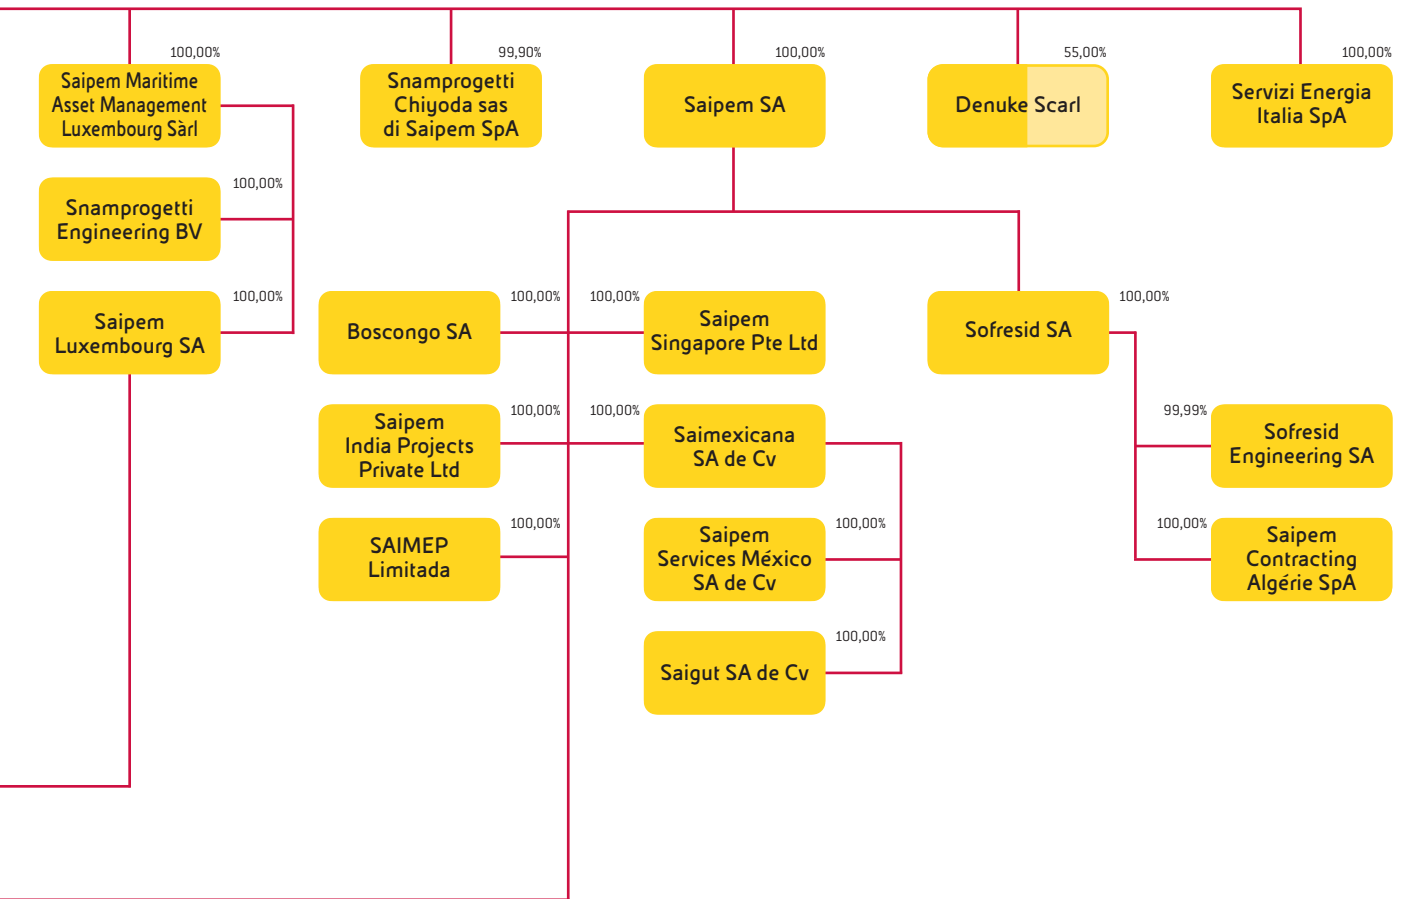 100,00%
Saipem Maritime
Asset Management
Luxembourg Sàrl
99,90%
Snamprogetti
Chiyoda sas
di Saipem SpA
100,00%
Saipem SA
55,00%
Denuke Scarl
100,00%
Servizi Energia
Italia SpA
100,00%
Snamprogetti
Engineering BV
100,00%
Saipem
Luxembourg SA
100,00%
Boscongo SA
100,00%
Saipem
Singapore Pte Ltd
100,00%
Sofresid SA
100,00%
Saipem
India Projects
Private Ltd
100,00%
Saimexicana
SA de Cv
99,99%
Sofresid
Engineering SA
100,00%
SAIMEP
Limitada
100,00%
Saipem
Services México
SA de Cv
100,00%
Saipem
Contracting
Algérie SpA
100,00%
Saigut SA de Cv